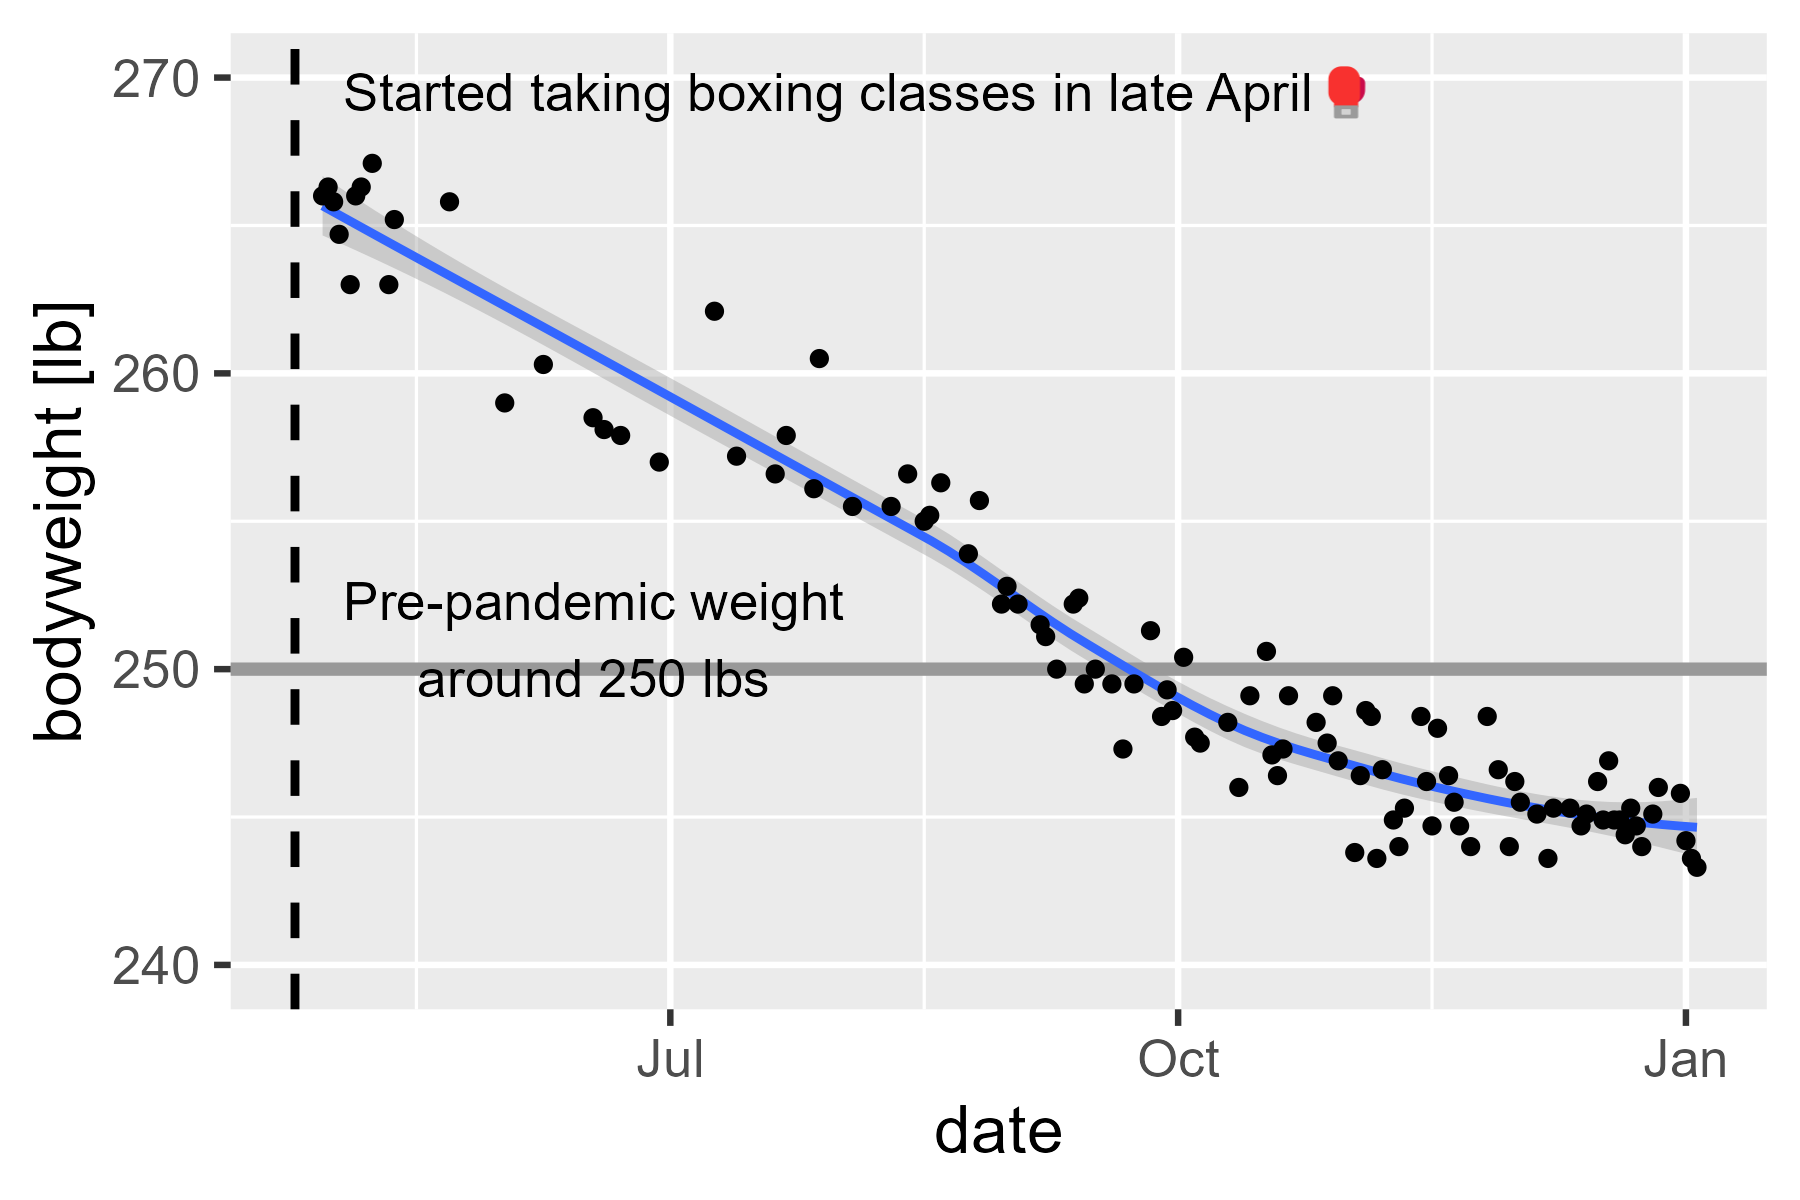 270
Started taking boxing classes in late April 🥊
bodyweight [lb]
260
Pre-pandemic weight
250
around 250 lbs
240
Jul
Oct
Jan
date